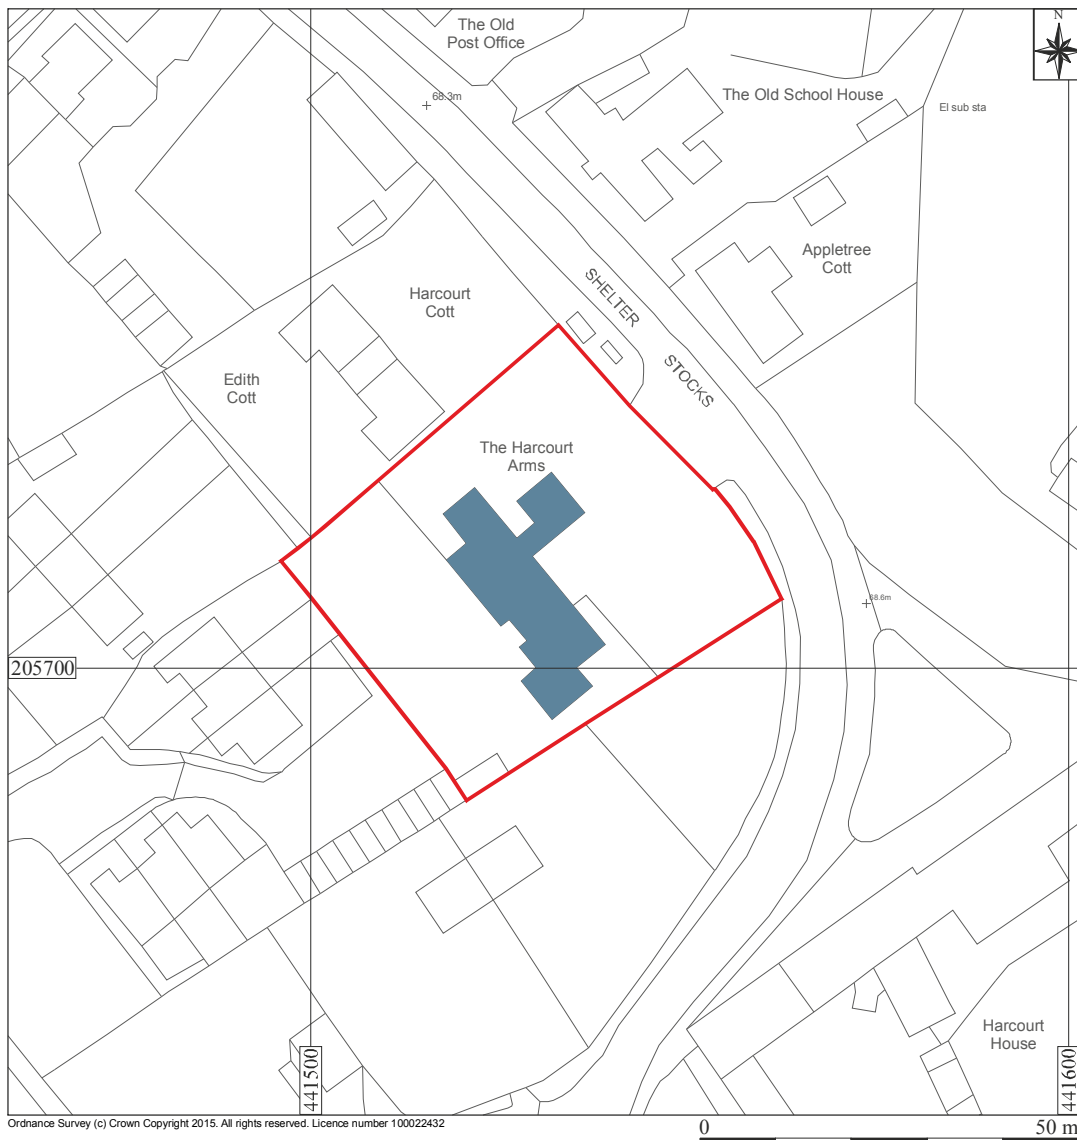 The Old
Post Office
N
68.3m
The Old School House
El sub sta
Appletree
Cott
SHELTER
Harcourt
Cott
STOCKS
Edith
Cott
The Harcourt
Arms
68.6m
205700
Harcourt
House
441500
441600
Ordnance Survey (c) Crown Copyright 2015. All rights reserved. Licence number 100022432
0
50 m